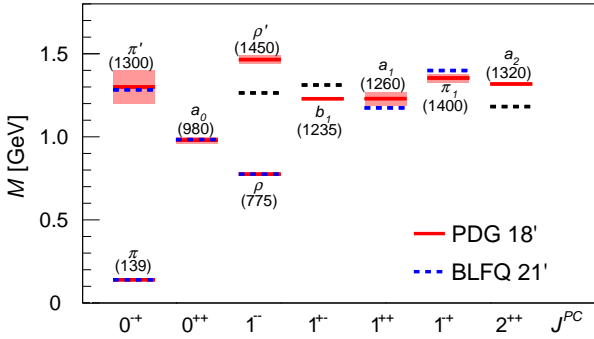 M [GeV]
1.5
1.0
0.5
0
π'
(1300)
π
(139)
a₀
(980)
ρ'
(1450)
ρ
(775)
b₁
(1235)
a₁
(1260)
π₁
(1400)
a₂
(1320)
PDG 18'
BLFQ 21'
0⁻⁺ 0⁺⁺ 1⁻⁻ 1⁺⁻ 1⁺⁺ 1⁻⁺ 2⁺⁺ Jᴾꟲ